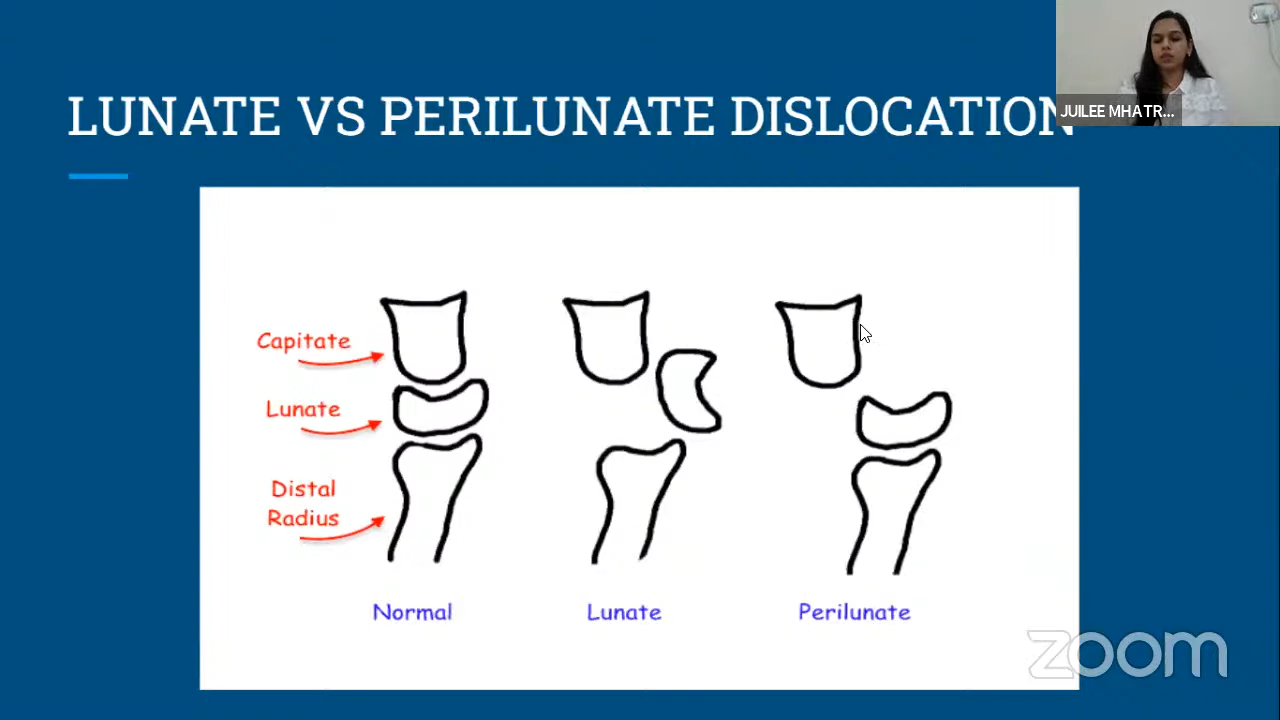 LUNATE VS PERILUNATE DISLOCATION
JUILEE MHATR...
Capitate
Lunate
Distal
Radius
Normal
Lunate
Perilunate
zoom